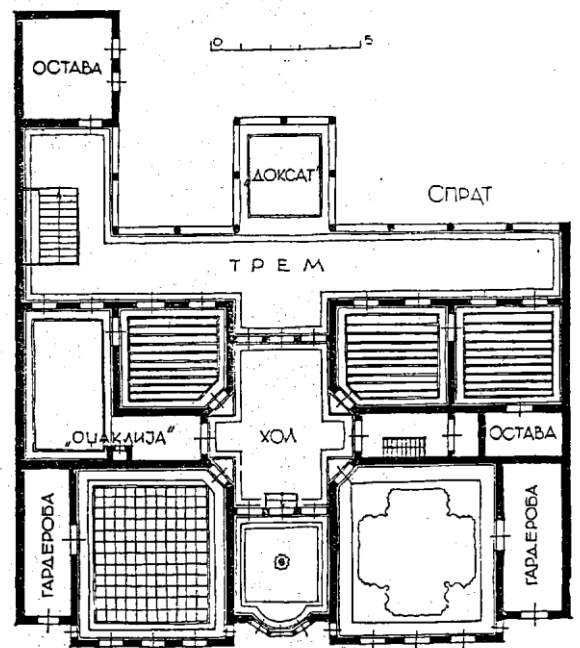 ОСТАВА
0 5
„ДОКСАТ“
СПРАТ
ТРЕМ
„ОЏАКЛИЈА“
ХОЛ
ОСТАВА
ГАРДЕРОБА
ГАРДЕРОБА